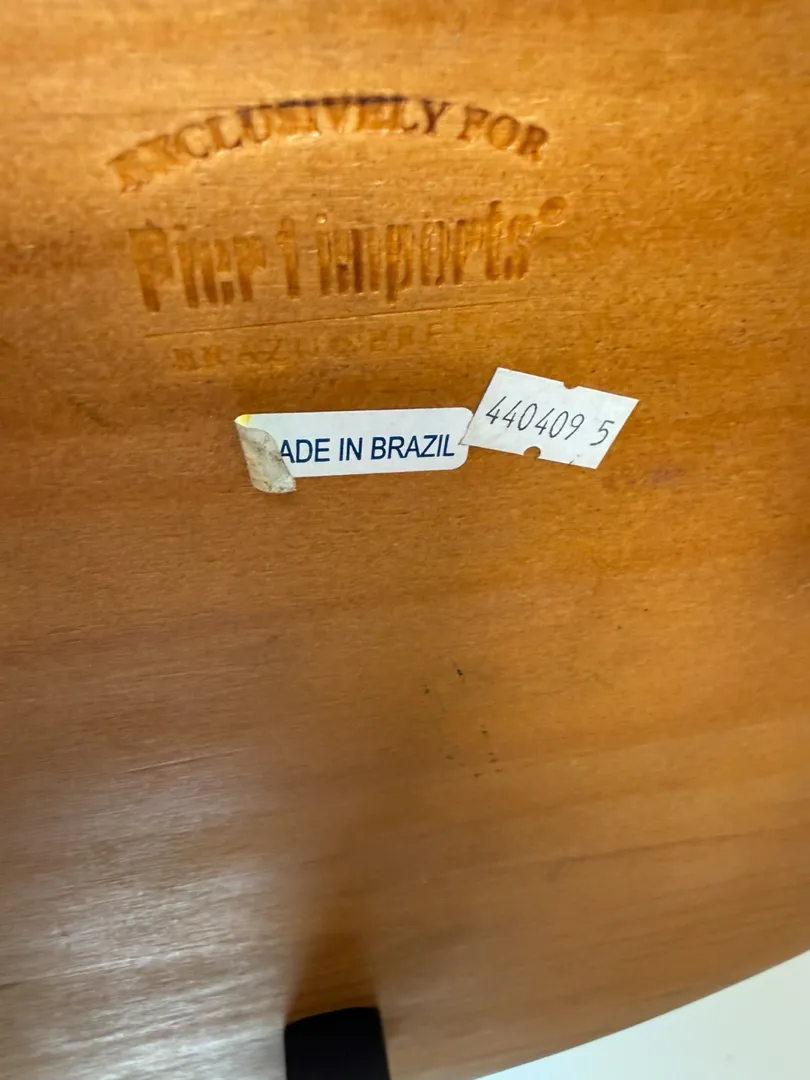 EXCLUSIVELY FOR
Pier 1 imports®
ADE IN BRAZIL
440409 5